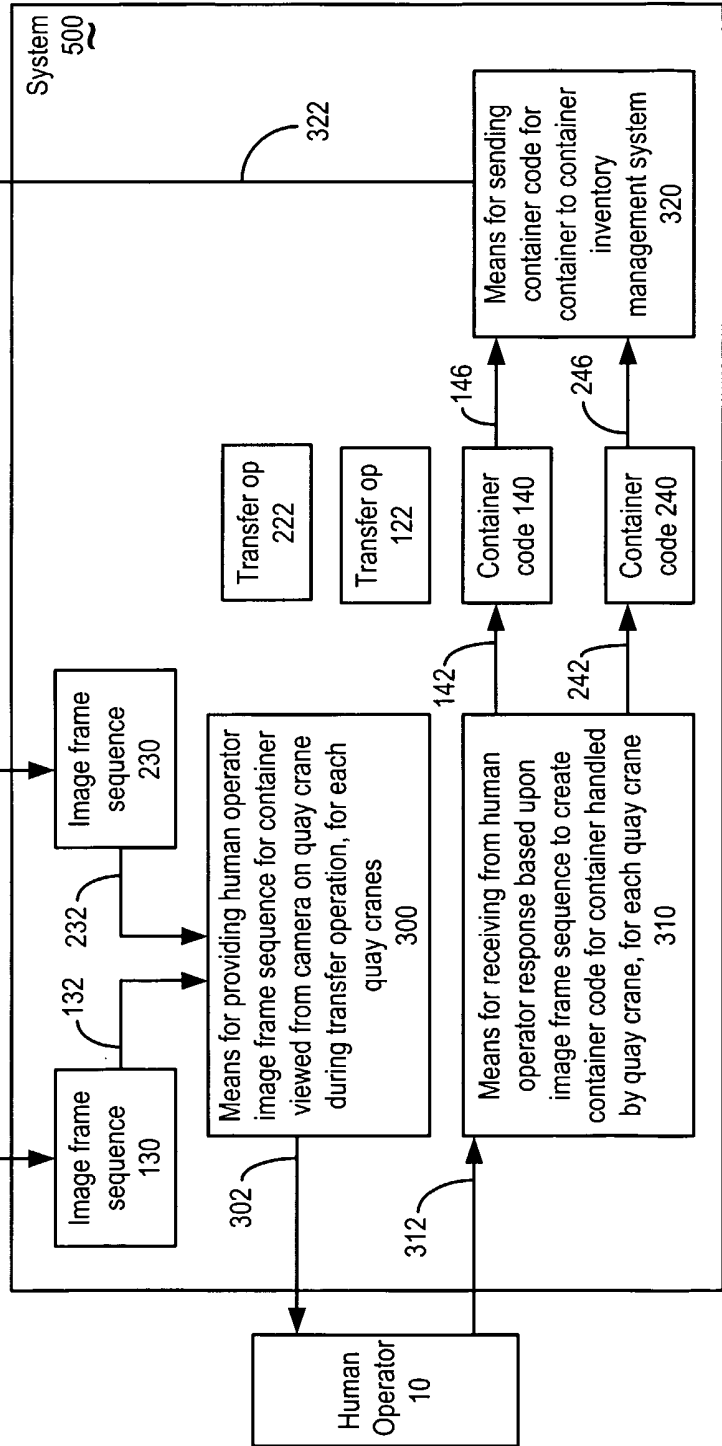 System
500
Image frame
sequence
130
Image frame
sequence
230
132
232
Means for providing human operator
image frame sequence for container
viewed from camera on quay crane
during transfer operation, for each
quay cranes
300
Transfer op
222
Transfer op
122
322
302
Human
Operator
10
312
Means for receiving from human
operator response based upon
image frame sequence to create
container code for container handled
by quay crane, for each quay crane
310
142
242
Container
code 140
Container
code 240
146
246
Means for sending
container code for
container to container
inventory
management system
320